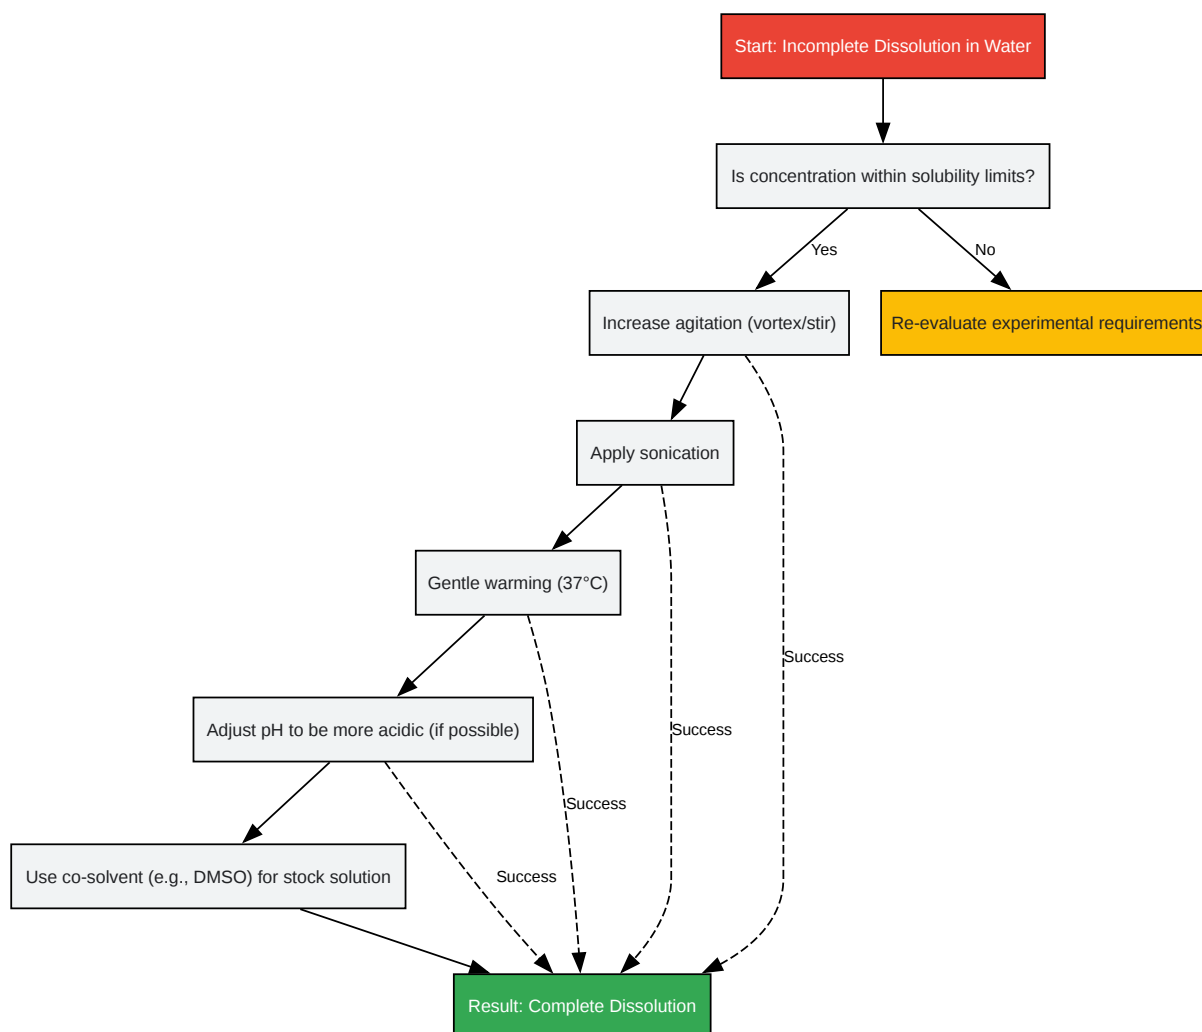 Start: Incomplete Dissolution in Water
Is concentration within solubility limits?
Yes
No
Increase agitation (vortex/stir)
Re-evaluate experimental requirements
Apply sonication
Gentle warming (37°C)
Success
Adjust pH to be more acidic (if possible)
Success
Success
Use co-solvent (e.g., DMSO) for stock solution
Success
Result: Complete Dissolution